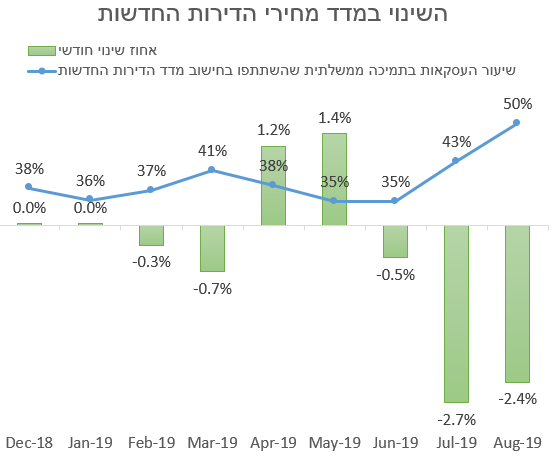 השינוי במדד מחירי הדירות החדשות
אחוז שינוי חודשי
שיעור העסקאות בתמיכה ממשלתית שהשתתפו בחישוב מדד הדירות החדשות
38% 36% 37% 41% 38% 35% 35% 43% 50%
0.0% 0.0% -0.3% -0.7% 1.2% 1.4% -0.5% -2.7% -2.4%
Dec-18 Jan-19 Feb-19 Mar-19 Apr-19 May-19 Jun-19 Jul-19 Aug-19